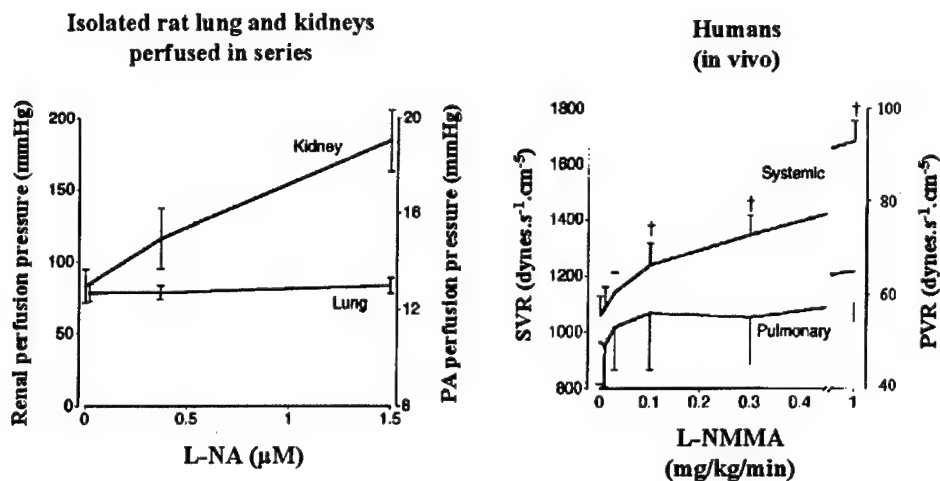 Isolated rat lung and kidneys
perfused in series
Renal perfusion pressure (mmHg)
200
150
100
50
0
Kidney
Lung
20
16
12
8
PA perfusion pressure (mmHg)
0
0.5
1
1.5
L-NA (µM)
Humans
(in vivo)
SVR (dynes.s⁻¹.cm⁻⁵)
1800
1600
1400
1200
1000
800
†
†
†
Systemic
Pulmonary
100
80
60
40
PVR (dynes.s⁻¹.cm⁻⁵)
0
0.1
0.3
0.4
1
L-NMMA
(mg/kg/min)